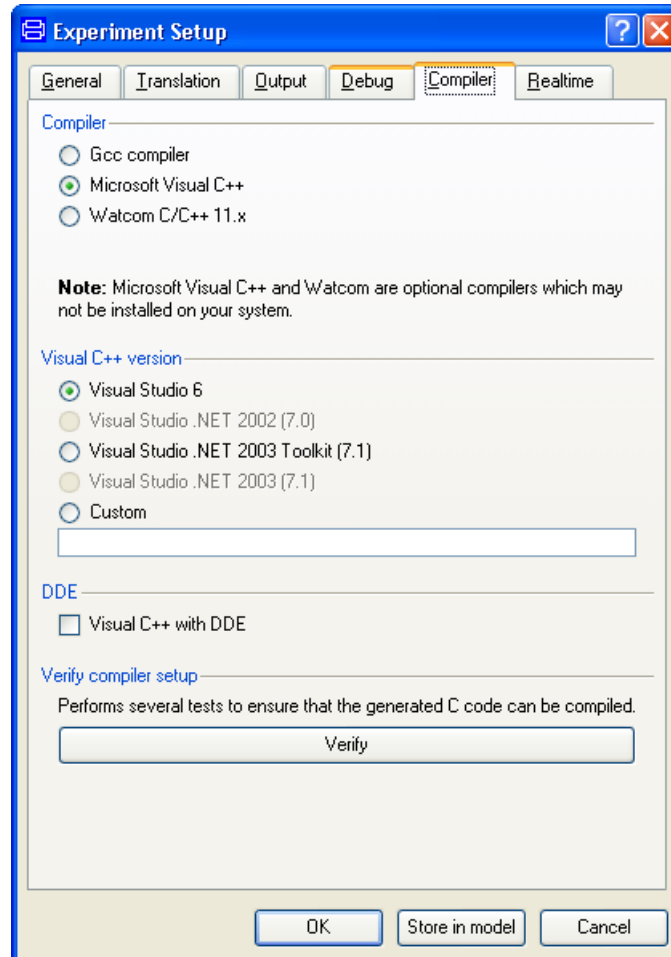 Experiment Setup
General Translation Output Debug Compiler Realtime
Compiler
Gcc compiler
Microsoft Visual C++
Watcom C/C++ 11.x
Note: Microsoft Visual C++ and Watcom are optional compilers which may
not be installed on your system.
Visual C++ version
Visual Studio 6
Visual Studio .NET 2002 (7.0)
Visual Studio .NET 2003 Toolkit (7.1)
Visual Studio .NET 2003 (7.1)
Custom
DDE
Visual C++ with DDE
Verify compiler setup
Performs several tests to ensure that the generated C code can be compiled.
Verify
OK Store in model Cancel